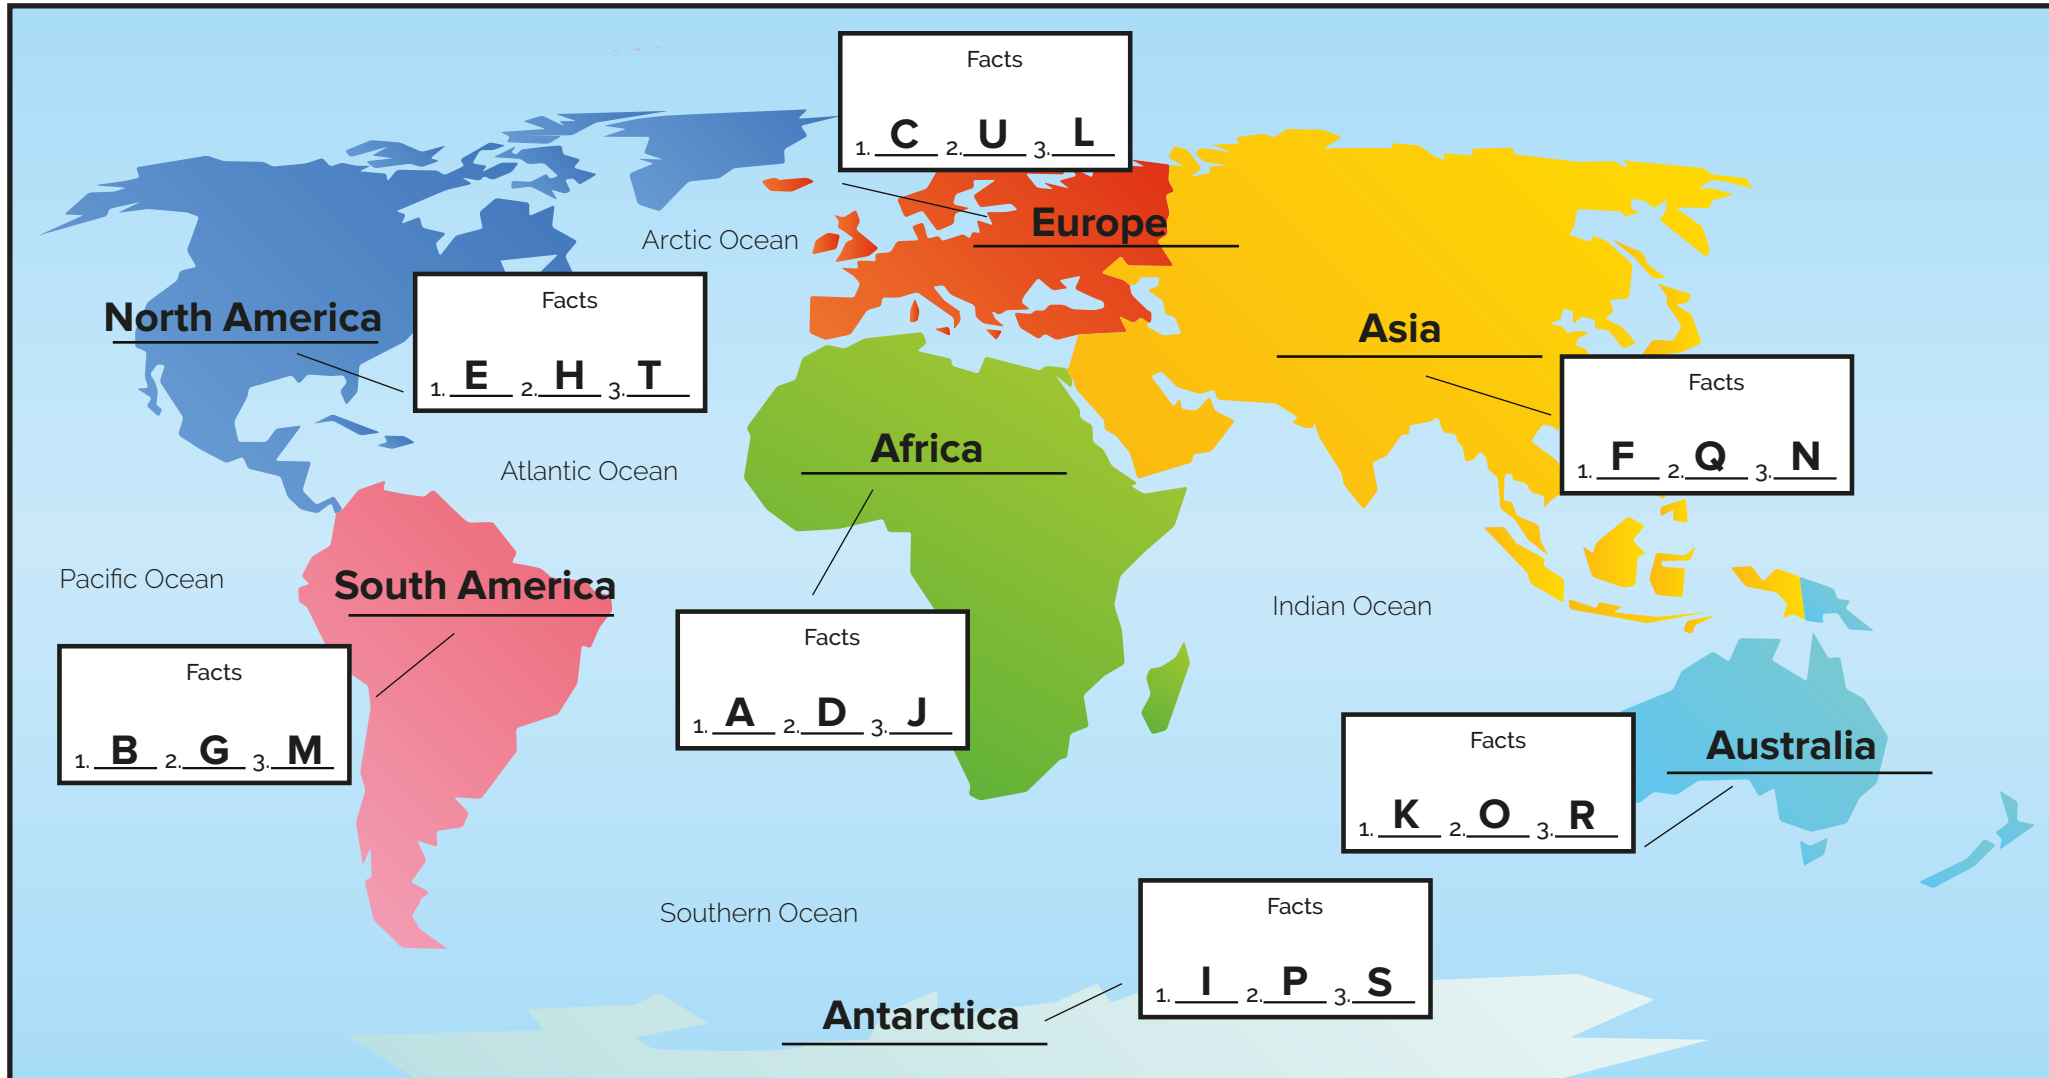 Facts
1. C 2. U 3. L
Europe
Arctic Ocean
North America
Facts
1. E 2. H 3. T
Asia
Facts
1. F 2. Q 3. N
Africa
Atlantic Ocean
Pacific Ocean
South America
Indian Ocean
Facts
1. A 2. D 3. J
Facts
1. B 2. G 3. M
Australia
Facts
1. K 2. O 3. R
Southern Ocean
Facts
1. I 2. P 3. S
Antarctica